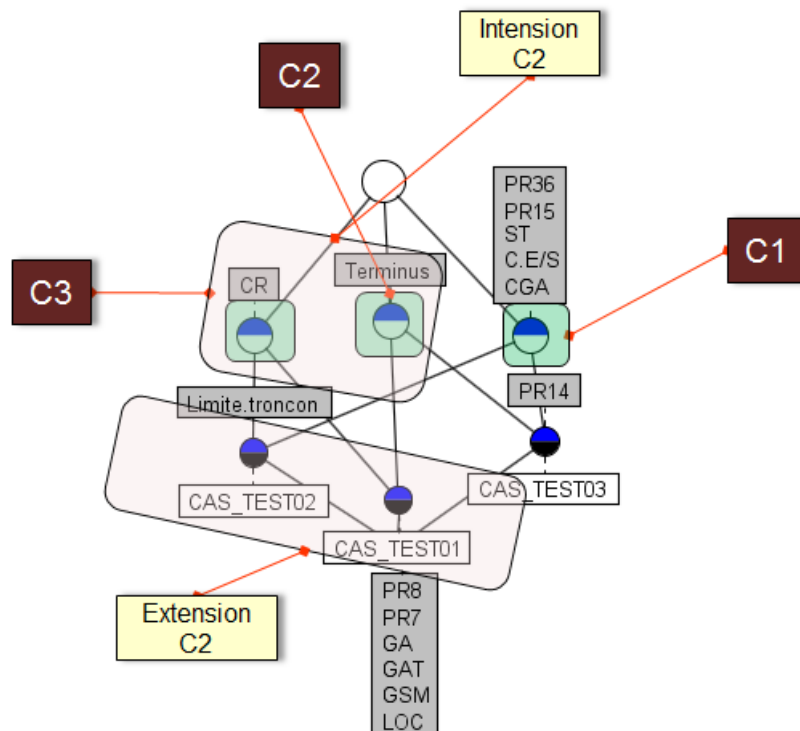 Intension
C2
C2
PR36
PR15
ST
C.E/S
CGA
C1
Terminus
CR
C3
PR14
Limite.troncon
CAS_TEST02
CAS_TEST03
CAS_TEST01
Extension
C2
PR8
PR7
GA
GAT
GSM
LOC